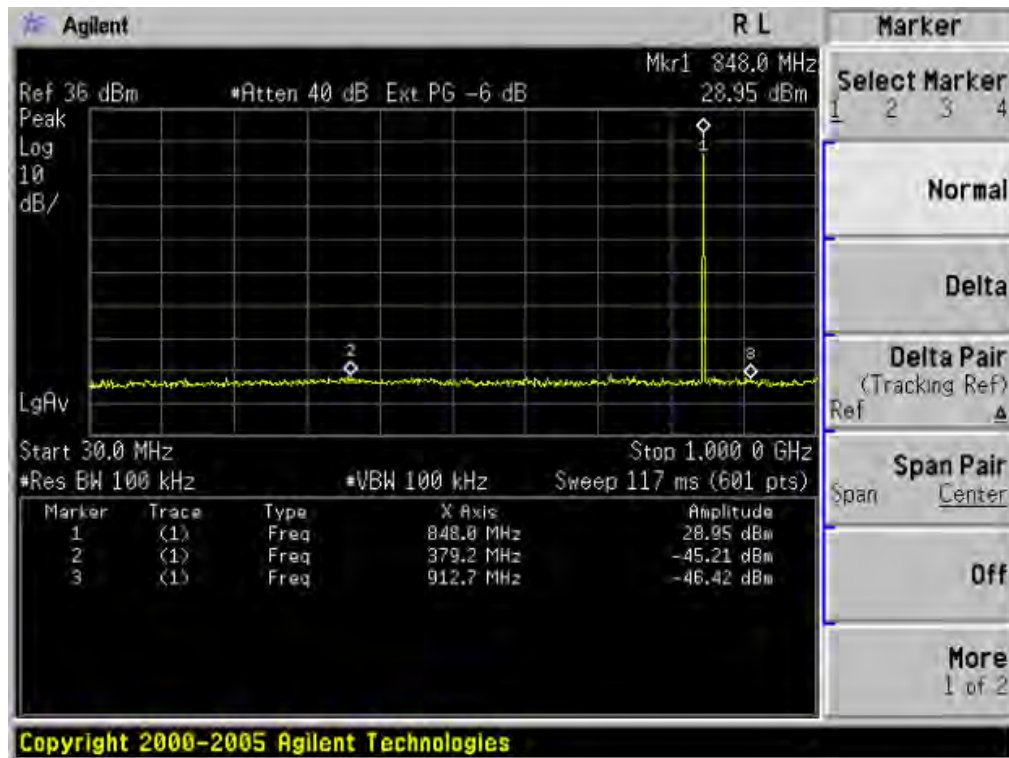 Agilent R L
Mkr1 848.0 MHz
Ref 36 dBm #Atten 40 dB Ext PG -6 dB 28.95 dBm
Peak
Log
10
dB/
1
2
3
LgAv
Start 30.0 MHz Stop 1.000 0 GHz
#Res BW 100 kHz #VBW 100 kHz Sweep 117 ms (601 pts)
Marker Trace Type X Axis Amplitude
1 (1) Freq 848.0 MHz 28.95 dBm
2 (1) Freq 379.2 MHz -45.21 dBm
3 (1) Freq 912.7 MHz -46.42 dBm
Marker
Select Marker
1 2 3 4
Normal
Delta
Delta Pair
(Tracking Ref)
Ref Δ
Span Pair
Span Center
Off
More
1 of 2
Copyright 2000-2005 Agilent Technologies